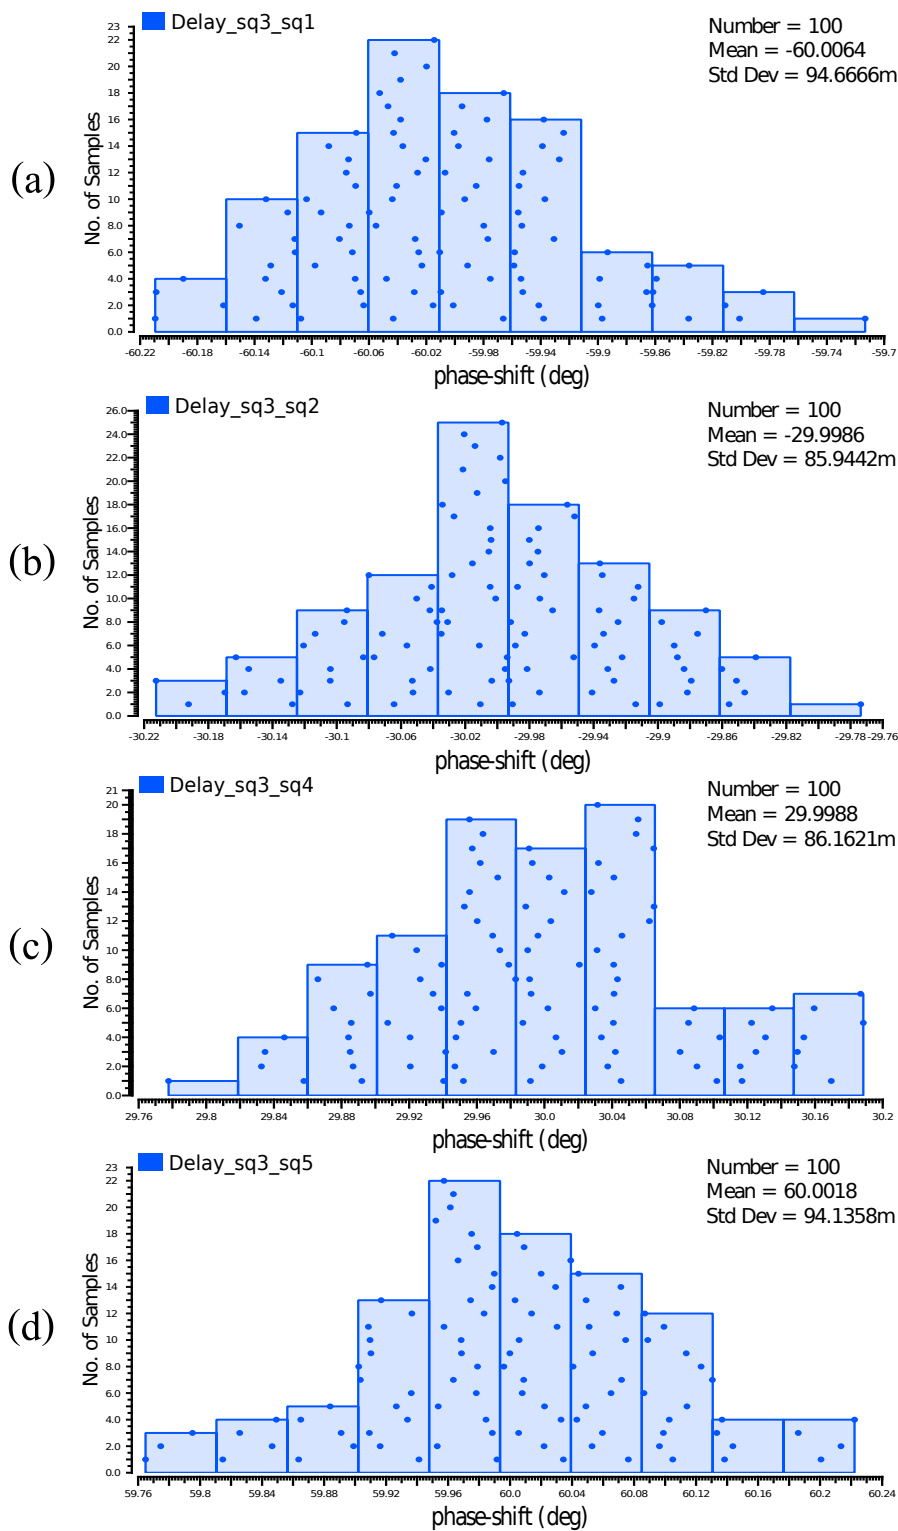 Delay_sq3_sq1
Number = 100
Mean = -60.0064
Std Dev = 94.6666m
(a)
No. of Samples
23
22
20
18
16
14
12
10
8.0
6.0
4.0
2.0
0.0
-60.22 -60.18 -60.14 -60.1 -60.06 -60.02 -59.98 -59.94 -59.9 -59.86 -59.82 -59.78 -59.74 -59.7
phase-shift (deg)
Delay_sq3_sq2
Number = 100
Mean = -29.9986
Std Dev = 85.9442m
(b)
No. of Samples
26.0
24.0
22.0
20.0
18.0
16.0
14.0
12.0
10.0
8.0
6.0
4.0
2.0
0.0
-30.22 -30.18 -30.14 -30.1 -30.06 -30.02 -29.98 -29.94 -29.9 -29.86 -29.82 -29.78 -29.76
phase-shift (deg)
Delay_sq3_sq4
Number = 100
Mean = 29.9988
Std Dev = 86.1621m
(c)
No. of Samples
21
20
18
16
14
12
10
8.0
6.0
4.0
2.0
0.0
29.76 29.8 29.84 29.88 29.92 29.96 30.0 30.04 30.08 30.12 30.16 30.2
phase-shift (deg)
Delay_sq3_sq5
Number = 100
Mean = 60.0018
Std Dev = 94.1358m
(d)
No. of Samples
23
22
20
18
16
14
12
10
8.0
6.0
4.0
2.0
0.0
59.76 59.8 59.84 59.88 59.92 59.96 60.0 60.04 60.08 60.12 60.16 60.2 60.24
phase-shift (deg)